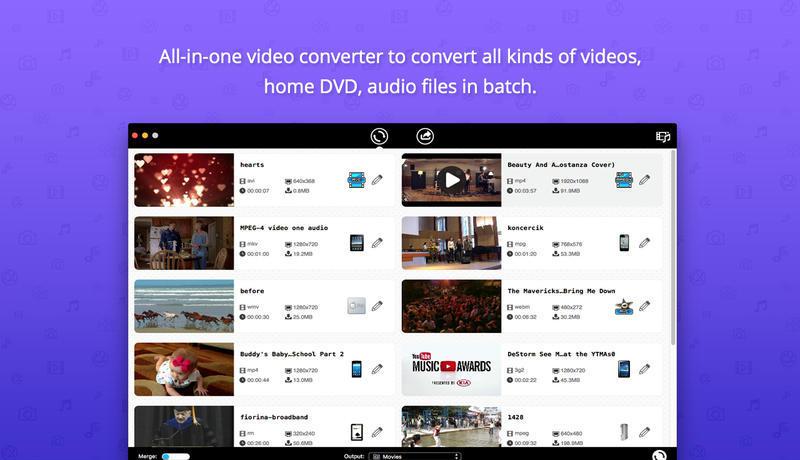 All-in-one video converter to convert all kinds of videos,
home DVD, audio files in batch.
hearts
avi
640x368
00:00:07
0.8MB
Beauty And A…ostanza Cover)
mp4
1920x1088
00:03:57
91.9MB
MPEG-4 video one audio
mkv
1280x720
00:01:00
19.2MB
koncercik
mpg
768x576
00:01:20
53.3MB
before
wmv
1280x720
00:00:30
25.0MB
The Mavericks…Bring Me Down
webm
480x272
00:06:32
30.2MB
Buddy's Baby…School Part 2
mp4
1280x720
00:00:44
13.0MB
YouTube
MUSIC AWARDS
PRESENTED BY KIA
DeStorm See M…at the YTMAs0
3g2
1280x720
00:02:22
45.3MB
fiorina-broadband
rm
320x240
00:26:00
50.6MB
1428
mpeg
640x480
00:09:32
198.9MB
Merge:
Output:
Movies